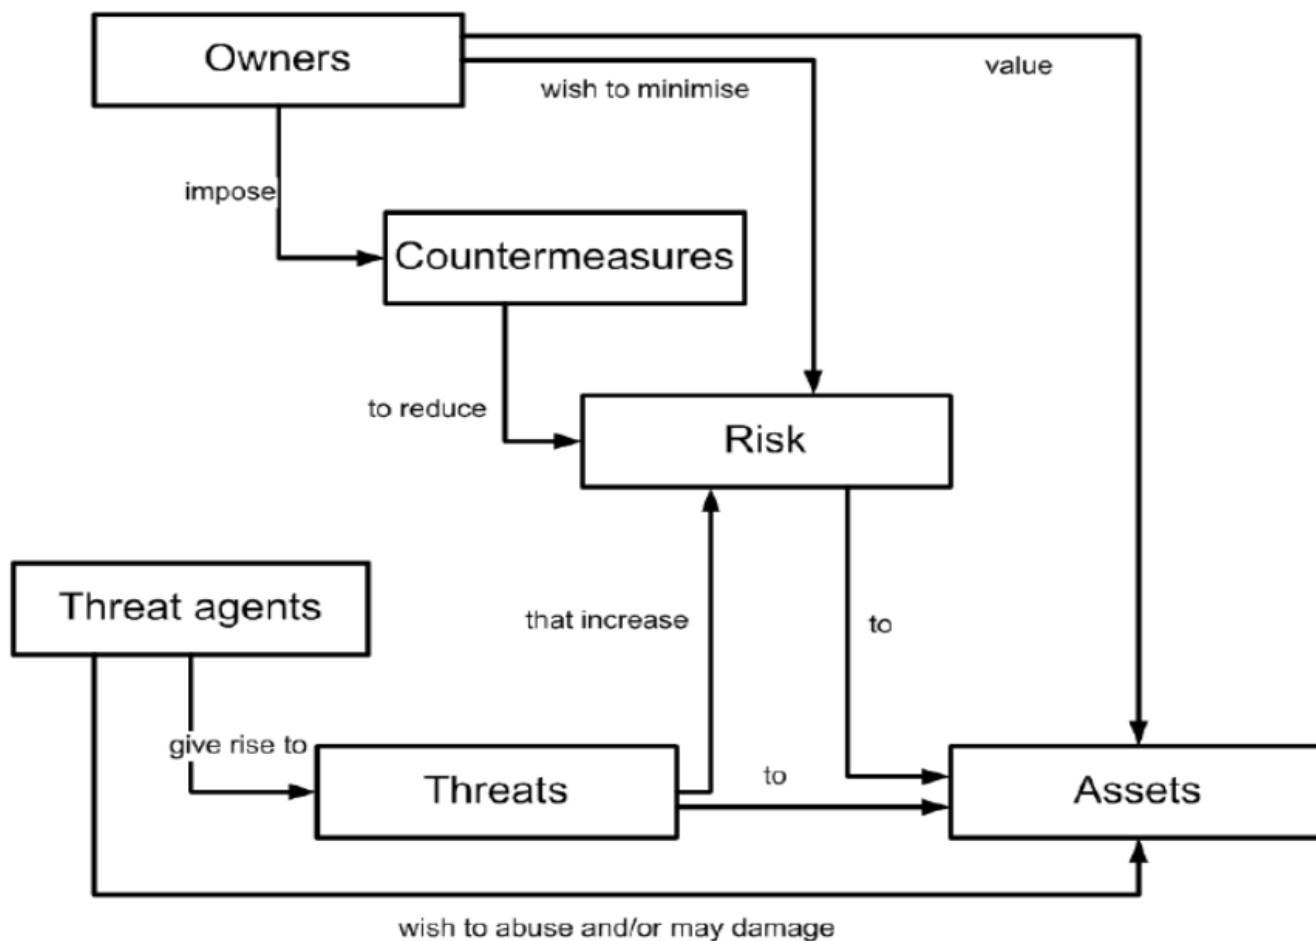 Owners
value
wish to minimise
impose
Countermeasures
to reduce
Risk
Threat agents
that increase
to
give rise to
to
Threats
Assets
wish to abuse and/or may damage